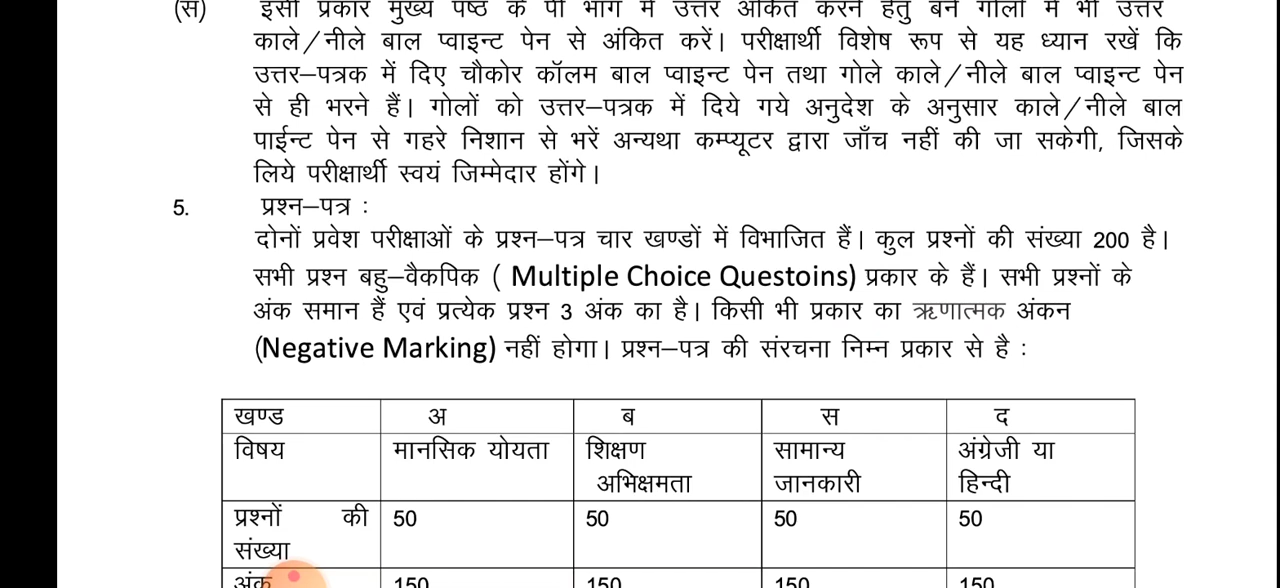 (स) इसी प्रकार मुख्य पृष्ठ के पी भाग में उत्तर अंकित करने हेतु बने गोलों में भी उत्तर
काले/नीले बाल प्वाइन्ट पेन से अंकित करें। परीक्षार्थी विशेष रूप से यह ध्यान रखें कि
उत्तर–पत्रक में दिए चौकोर कॉलम बाल प्वाइन्ट पेन तथा गोले काले/नीले बाल प्वाइन्ट पेन
से ही भरने हैं। गोलों को उत्तर–पत्रक में दिये गये अनुदेश के अनुसार काले/नीले बाल
पाईन्ट पेन से गहरे निशान से भरें अन्यथा कम्प्यूटर द्वारा जाँच नहीं की जा सकेगी, जिसके
लिये परीक्षार्थी स्वयं जिम्मेदार होंगे।
5. प्रश्न–पत्र :
दोनों प्रवेश परीक्षाओं के प्रश्न–पत्र चार खण्डों में विभाजित हैं। कुल प्रश्नों की संख्या 200 है।
सभी प्रश्न बहु–वैकपिक ( Multiple Choice Questoins) प्रकार के हैं। सभी प्रश्नों के
अंक समान हैं एवं प्रत्येक प्रश्न 3 अंक का है। किसी भी प्रकार का ऋणात्मक अंकन
(Negative Marking) नहीं होगा। प्रश्न–पत्र की संरचना निम्न प्रकार से है :
खण्ड अ ब स द
विषय मानसिक योयता शिक्षण सामान्य अंग्रेजी या
अभिक्षमता जानकारी हिन्दी
प्रश्नों की 50 50 50 50
संख्या
अंक 150 150 150 150